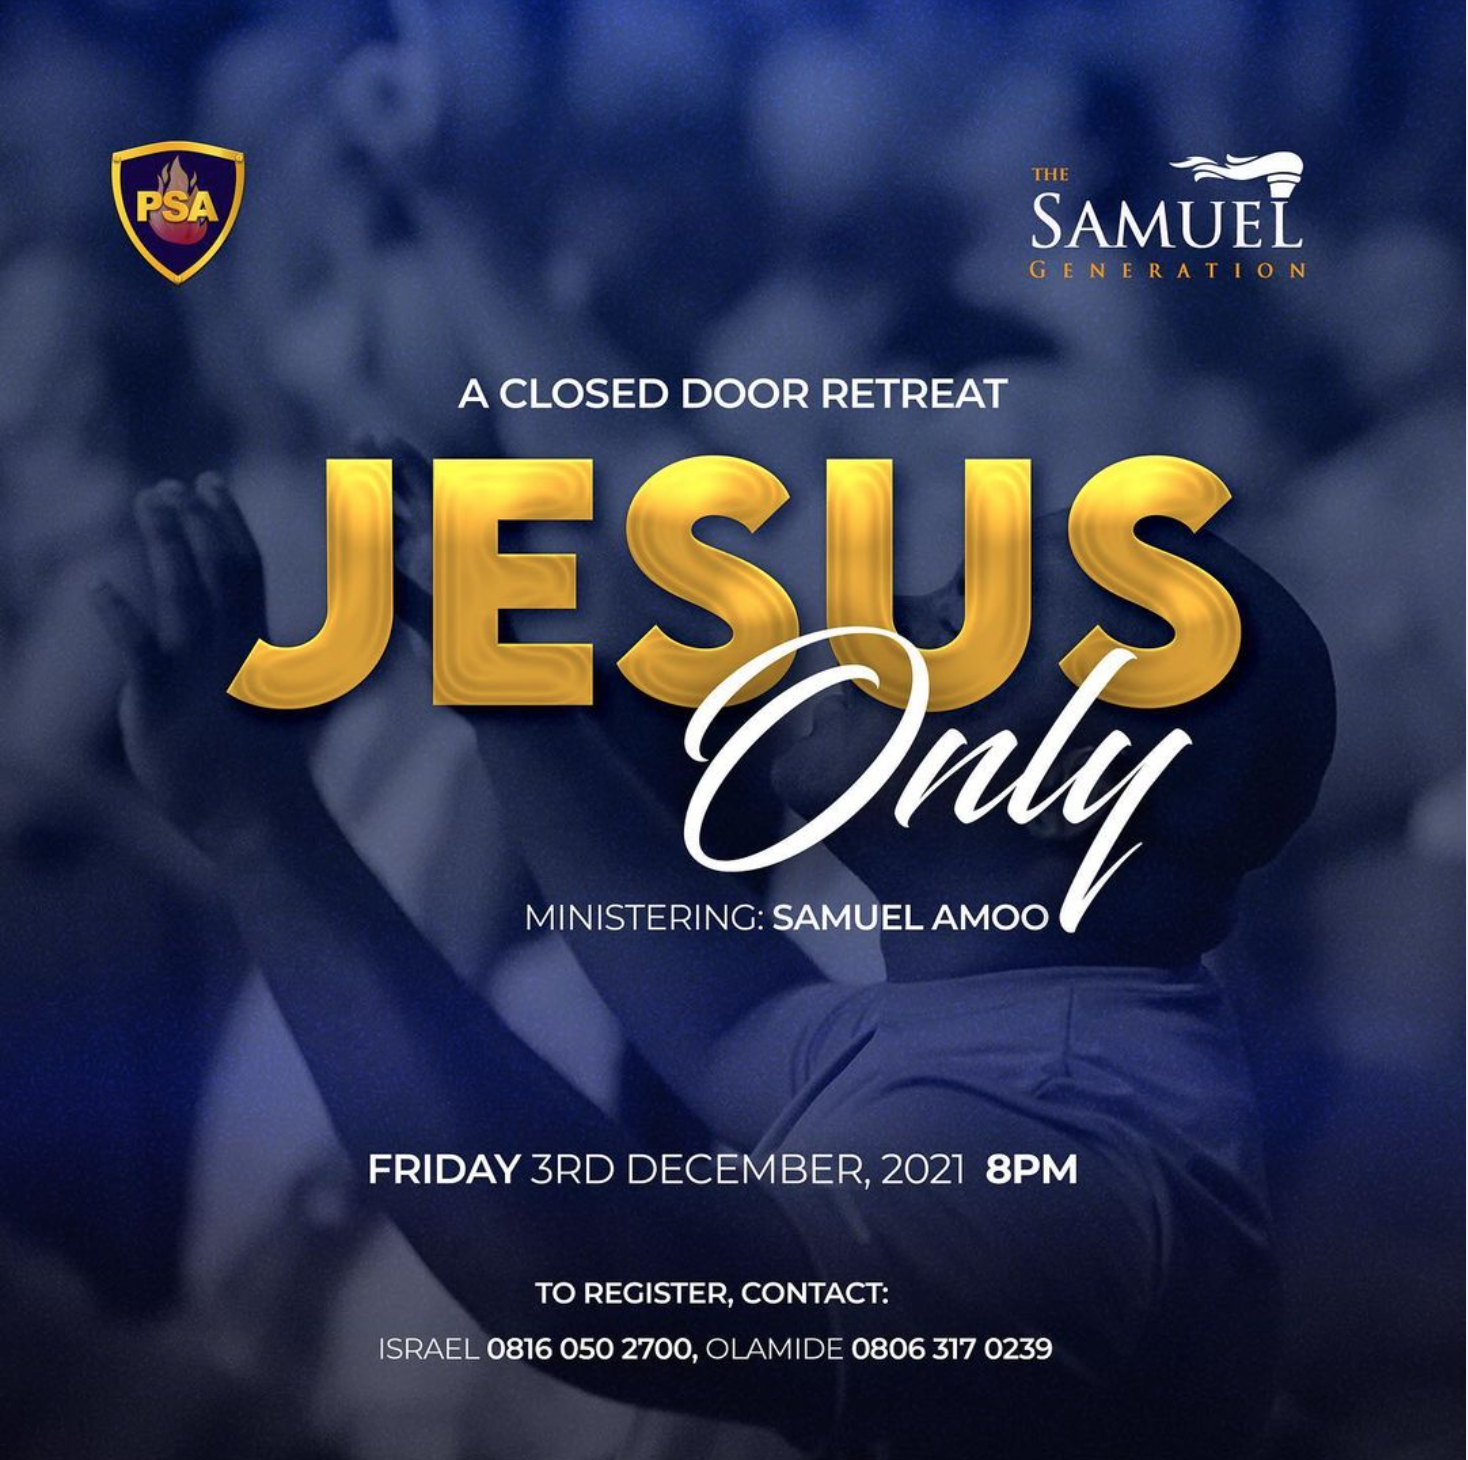 PSA
THE
SAMUEL
GENERATION
A CLOSED DOOR RETREAT
JESUS
Only
MINISTERING: SAMUEL AMOO
FRIDAY 3RD DECEMBER, 2021 8PM
TO REGISTER, CONTACT:
ISRAEL 0816 050 2700, OLAMIDE 0806 317 0239